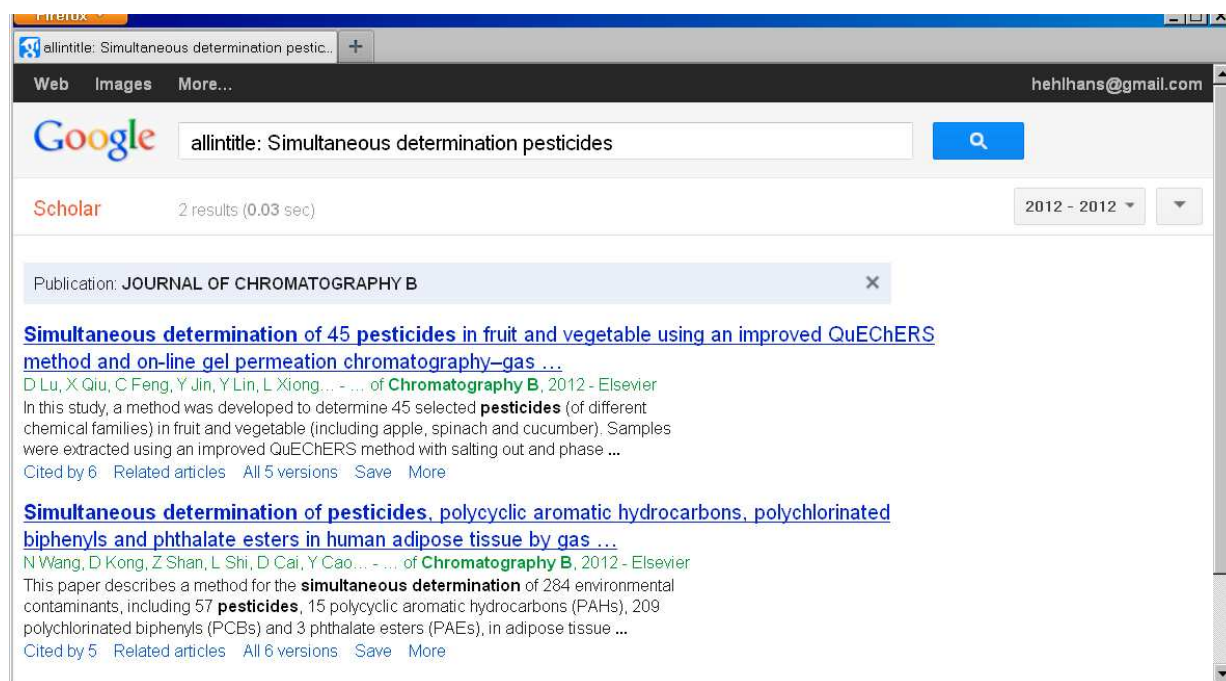 Firefox
allintitle: Simultaneous determination pestic...
+
Web Images More... hehlhans@gmail.com
Google allintitle: Simultaneous determination pesticides
Scholar 2 results (0.03 sec) 2012 - 2012
Publication: JOURNAL OF CHROMATOGRAPHY B
Simultaneous determination of 45 pesticides in fruit and vegetable using an improved QuEChERS
method and on-line gel permeation chromatography–gas ...
D Lu, X Qiu, C Feng, Y Jin, Y Lin, L Xiong... - ... of Chromatography B, 2012 - Elsevier
In this study, a method was developed to determine 45 selected pesticides (of different
chemical families) in fruit and vegetable (including apple, spinach and cucumber). Samples
were extracted using an improved QuEChERS method with salting out and phase ...
Cited by 6 Related articles All 5 versions Save More
Simultaneous determination of pesticides, polycyclic aromatic hydrocarbons, polychlorinated
biphenyls and phthalate esters in human adipose tissue by gas ...
N Wang, D Kong, Z Shan, L Shi, D Cai, Y Cao... - ... of Chromatography B, 2012 - Elsevier
This paper describes a method for the simultaneous determination of 284 environmental
contaminants, including 57 pesticides, 15 polycyclic aromatic hydrocarbons (PAHs), 209
polychlorinated biphenyls (PCBs) and 3 phthalate esters (PAEs), in adipose tissue ...
Cited by 5 Related articles All 6 versions Save More